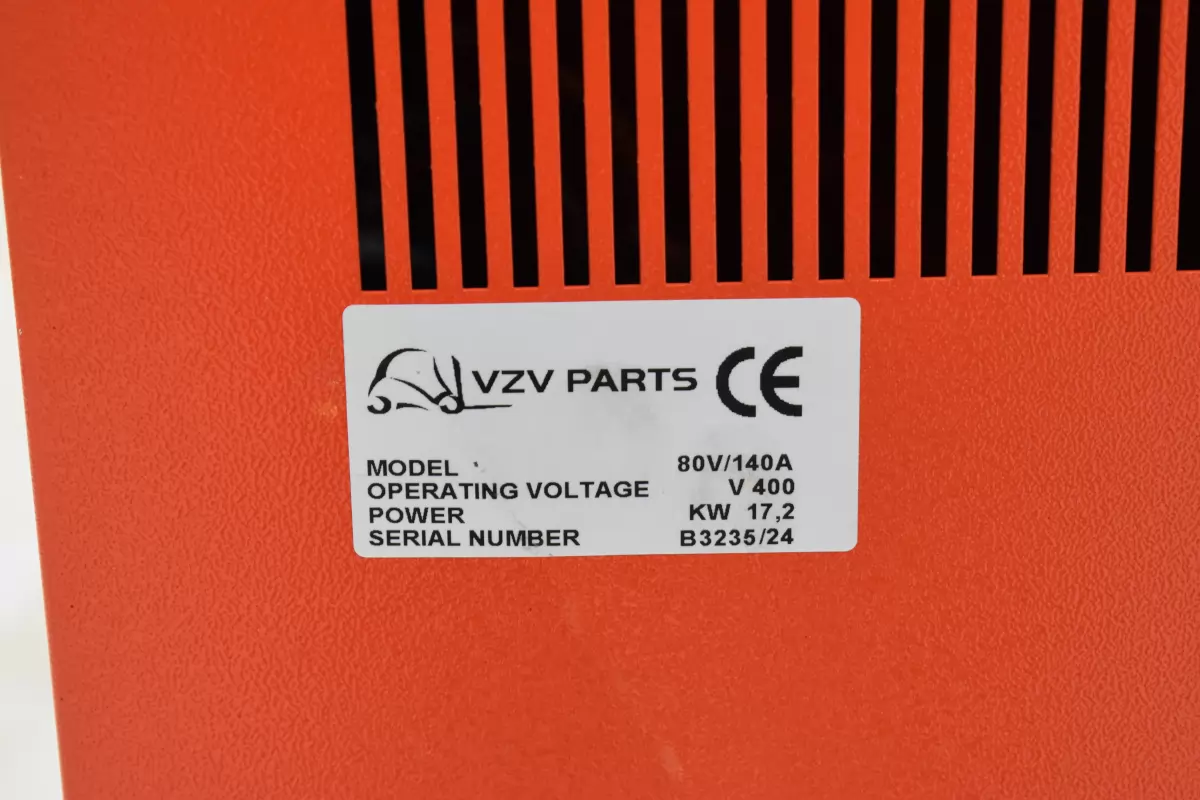 VZV PARTS CE
MODEL 80V/140A
OPERATING VOLTAGE V 400
POWER KW 17,2
SERIAL NUMBER B3235/24